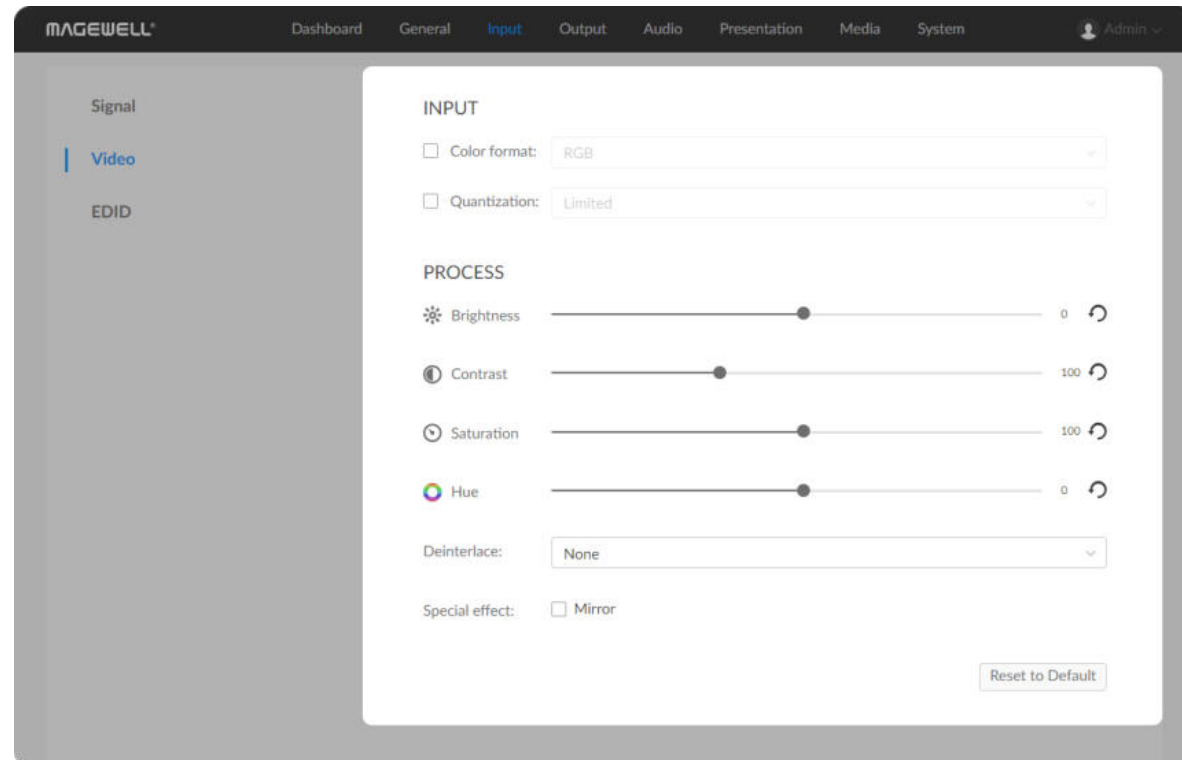 MAGEWELL® Dashboard General Input Output Audio Presentation Media System Admin
Signal
Video
EDID
INPUT
Color format: RGB
Quantization: Limited
PROCESS
Brightness 0
Contrast 100
Saturation 100
Hue 0
Deinterlace: None
Special effect: Mirror
Reset to Default